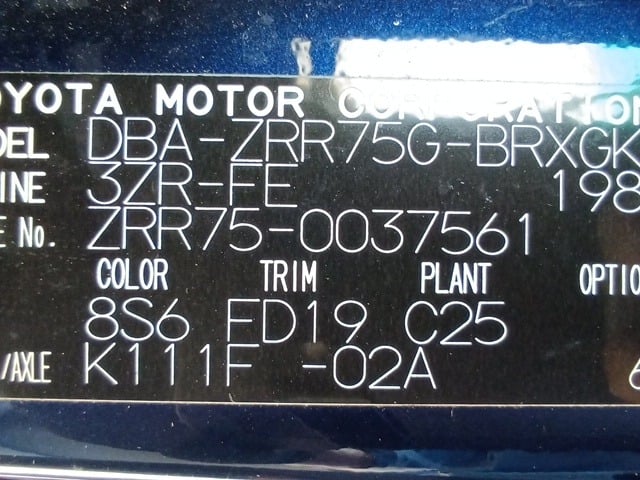 OYOTA MOTOR CORPORATION
DEL DBA-ZRR75G-BRXGK
INE 3ZR-FE 198
E No. ZRR75-0037561
COLOR TRIM PLANT OPTIO
8S6 FD19 C25
/AXLE K111F -02A 6